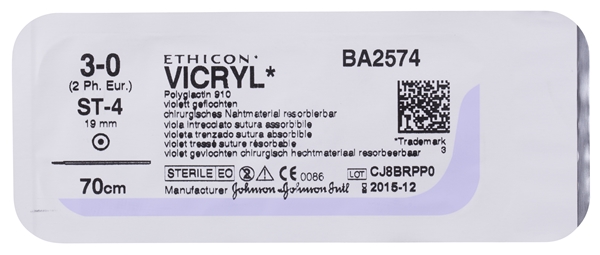 3-0
(2 Ph. Eur.)
ST-4
19 mm
70cm
ETHICON*
VICRYL*
Polyglactin 910
violett geflochten
chirurgisches Nahtmaterial resorbierbar
viola intrecciato sutura assorbibile
violeta trenzado sutura absorbible
violet tressé suture résorbable
violet gevlochten chirurgisch hechtmateriaal resorbeerbaar
STERILE EO 2 CE 0086 LOT CJ8BRPP0
Manufacturer Johnson & Johnson Intl 2015-12
BA2574
*Trademark
3